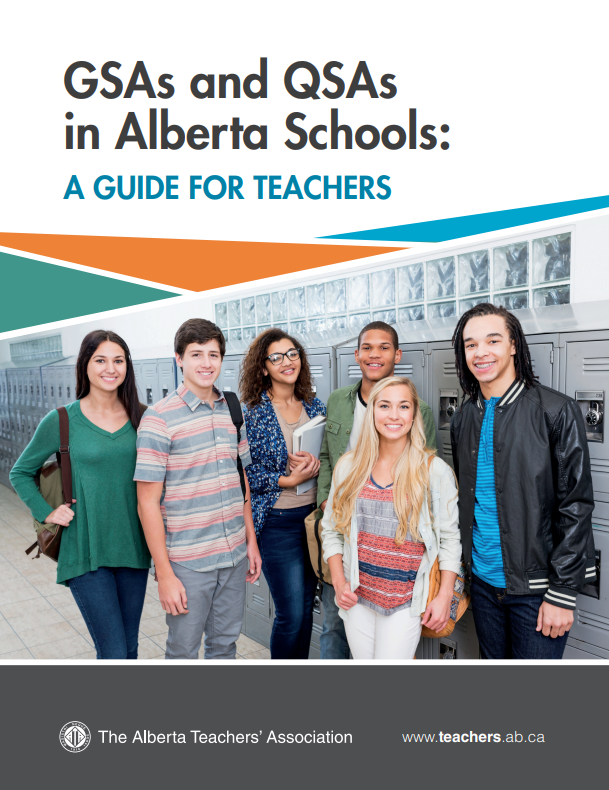 GSAs and QSAs
in Alberta Schools:
A GUIDE FOR TEACHERS
The Alberta Teachers' Association
www.teachers.ab.ca